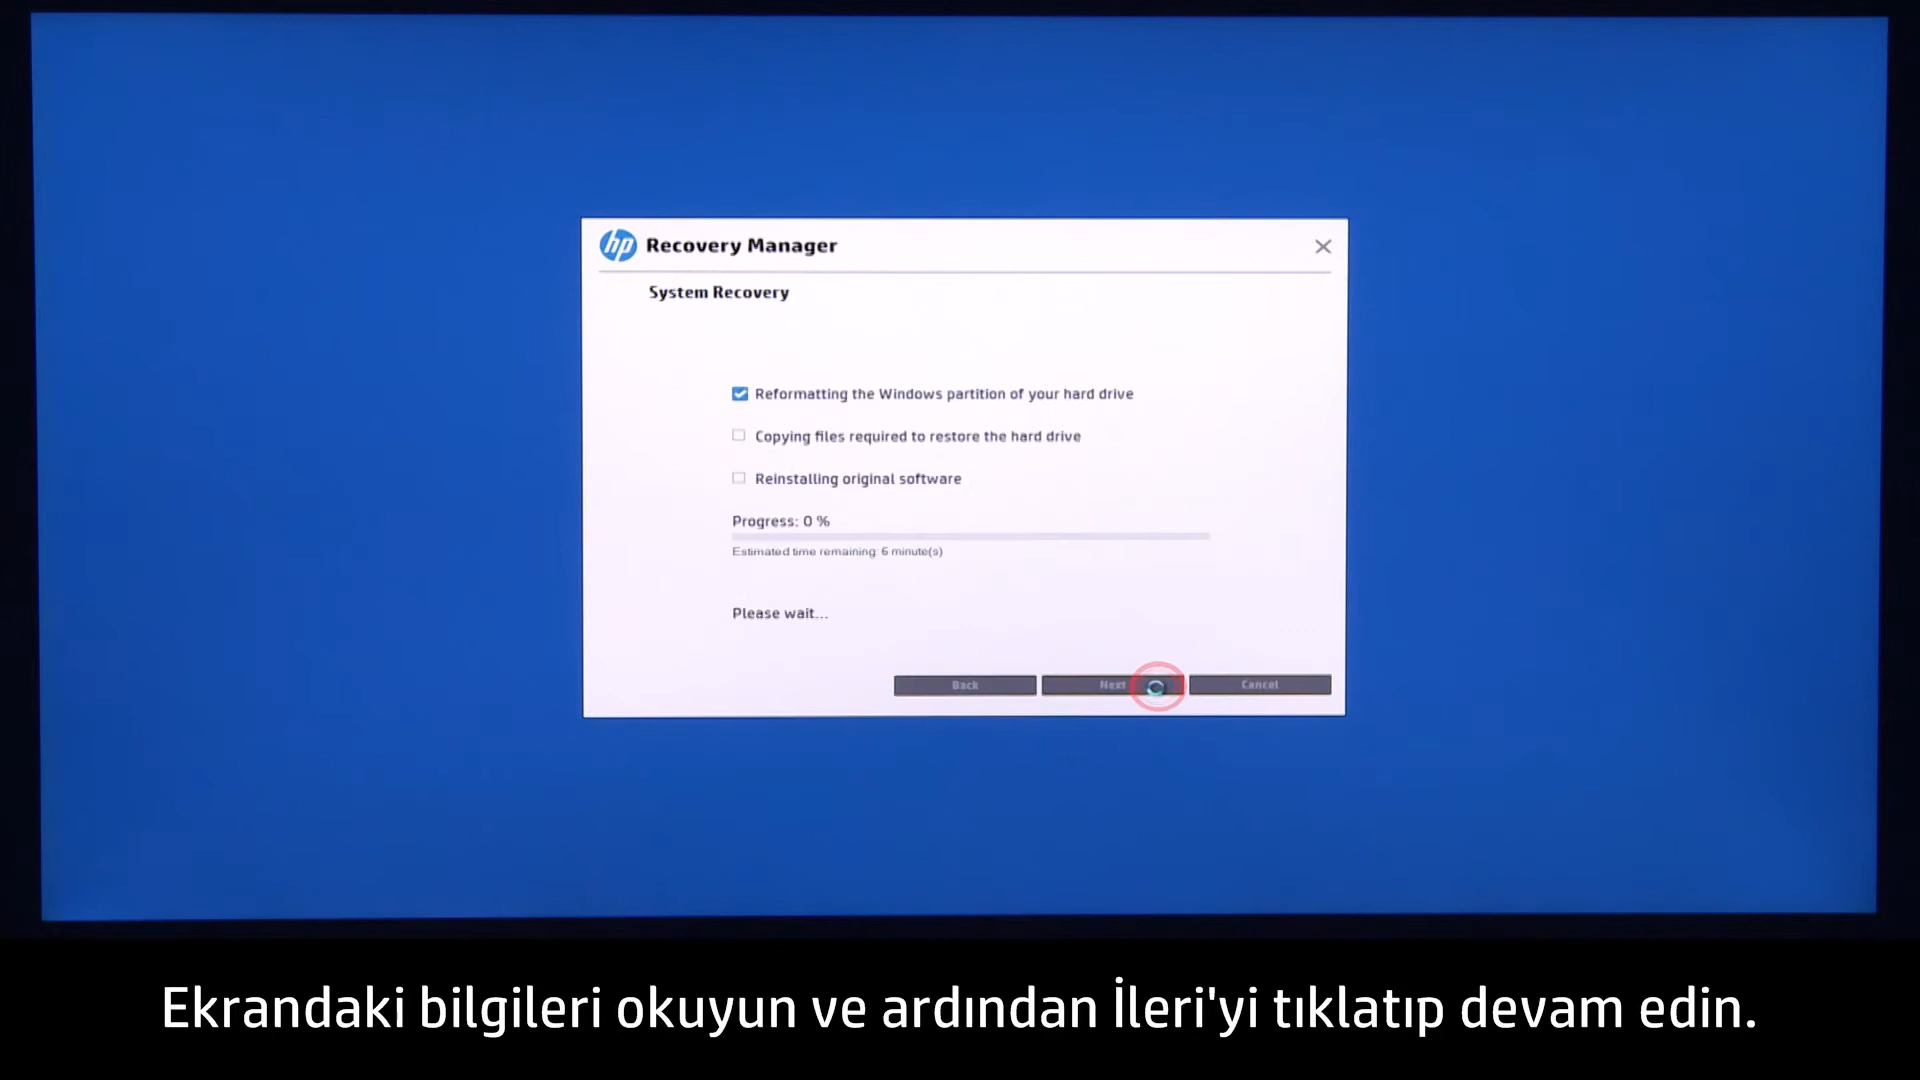 hp Recovery Manager
System Recovery
Reformatting the Windows partition of your hard drive
Copying files required to restore the hard drive
Reinstalling original software
Progress: 0 %
Estimated time remaining: 6 minute(s)
Please wait...
Back Next Cancel
Ekrandaki bilgileri okuyun ve ardından İleri'yi tıklatıp devam edin.